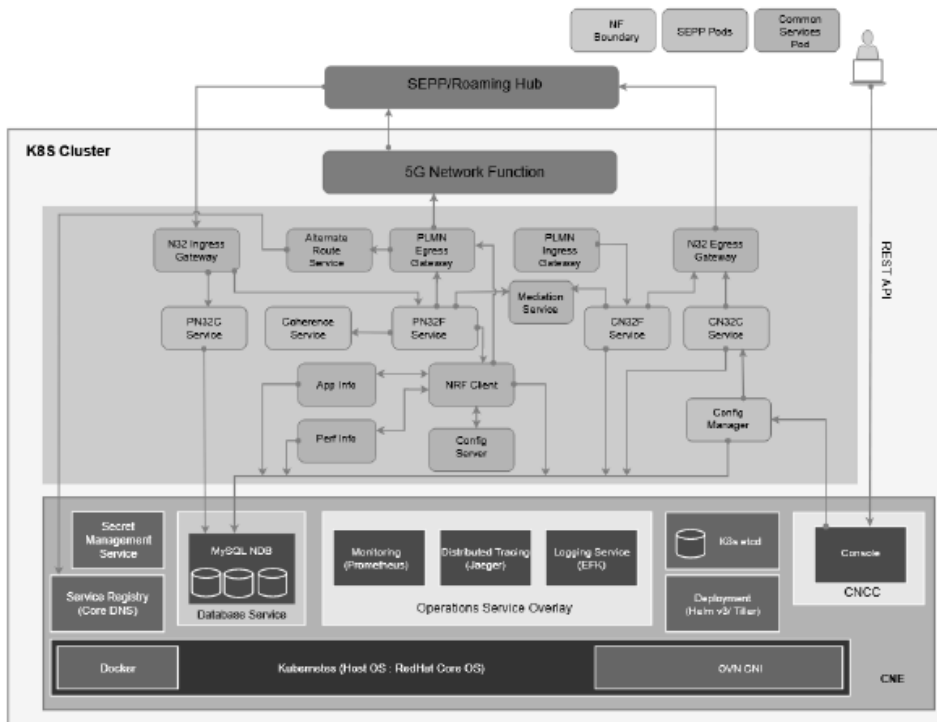 NF
Boundary
SEPP Pods
Common
Services
Pod
SEPP/Roaming Hub
K8S Cluster
5G Network Function
N32 Ingress
Gateway
Alternate
Route
Service
PLMN
Egress
Gateway
PLMN
Ingress
Gateway
N32 Egress
Gateway
REST API
Mediation
Service
PN32C
Service
Coherence
Service
PN32F
Service
CN32F
Service
CN32C
Service
App Info
NRF Client
Perf Info
Config
Server
Config
Manager
Secret
Management
Service
MySQL NDB
Database Service
Monitoring
(Prometheus)
Distributed Tracing
(Jaeger)
Logging Service
(EFK)
Operations Service Overlay
K8s etcd
Console
CNCC
Service Registry
(Core DNS)
Deployment
(Helm v3/ Tiller)
Docker
Kubernetes (Host OS : RedHat Core OS)
OVN CNI
CNE